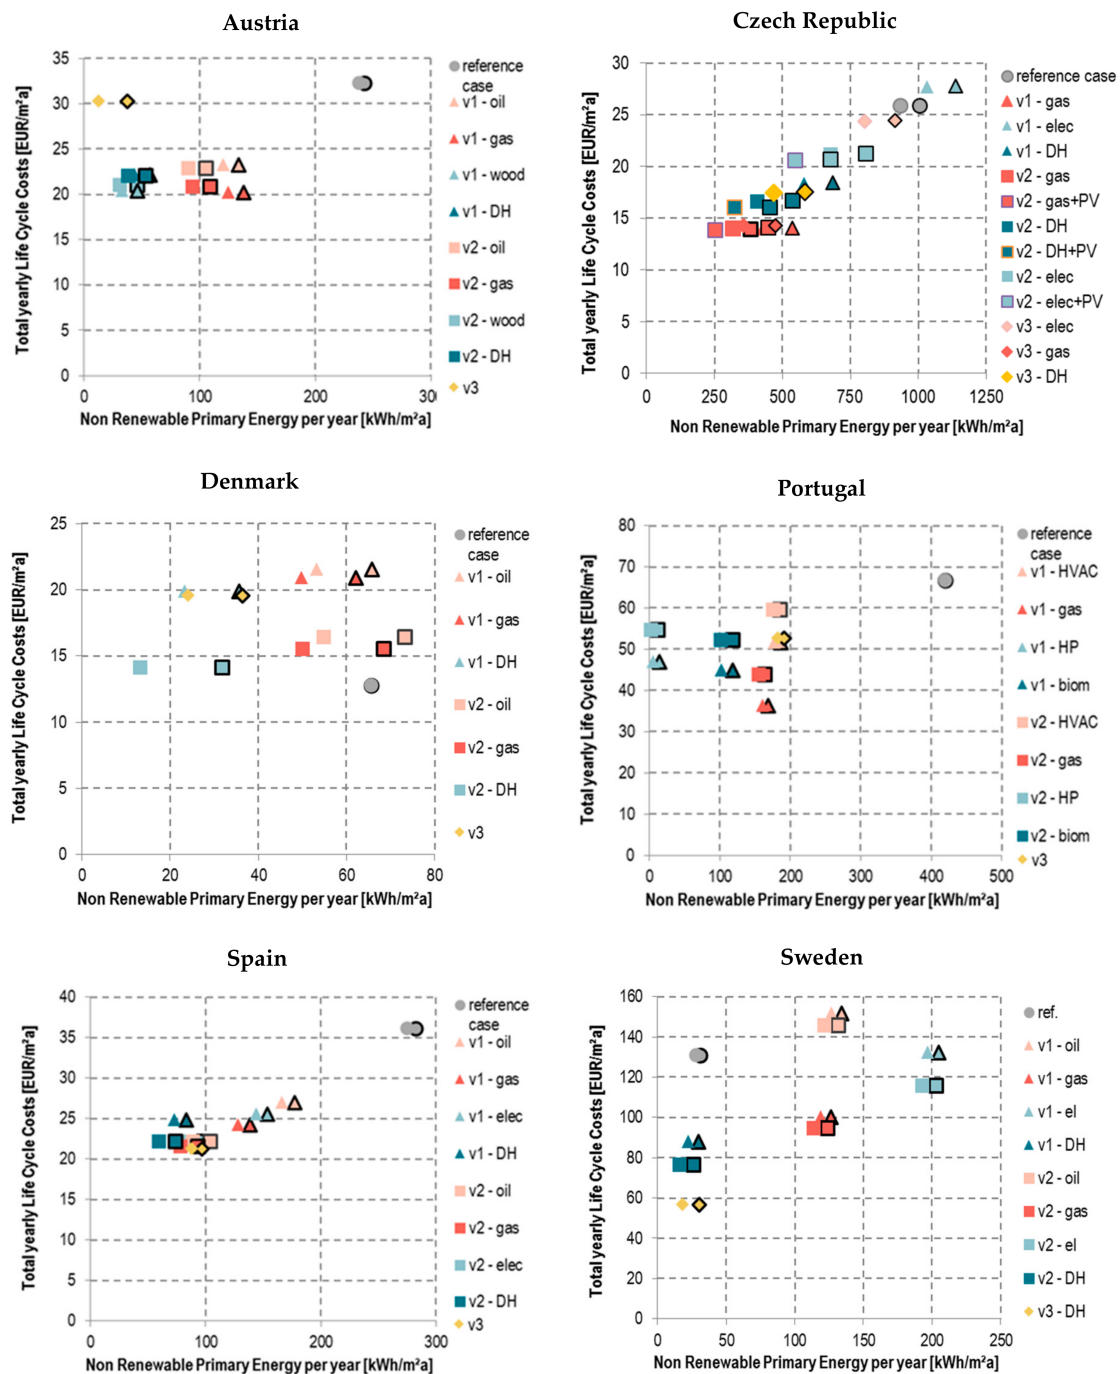 Austria
Total yearly Life Cycle Costs [EUR/m²a]
35
30
25
20
15
10
5
0
0
100
200
30
Non Renewable Primary Energy per year [kWh/m²a]
reference
case
v1 - oil
v1 - gas
v1 - wood
v1 - DH
v2 - oil
v2 - gas
v2 - wood
v2 - DH
v3
Czech Republic
Total yearly Life Cycle Costs [EUR/m²a]
30
25
20
15
10
5
0
0
250
500
750
1000
1250
Non Renewable Primary Energy per year [kWh/m²a]
reference case
v1 - gas
v1 - elec
v1 - DH
v2 - gas
v2 - gas+PV
v2 - DH
v2 - DH+PV
v2 - elec
v2 - elec+PV
v3 - elec
v3 - gas
v3 - DH
Denmark
Total yearly Life Cycle Costs [EUR/m²a]
25
20
15
10
5
0
0
20
40
60
80
Non Renewable Primary Energy per year [kWh/m²a]
reference
case
v1 - oil
v1 - gas
v1 - DH
v2 - oil
v2 - gas
v2 - DH
v3
Portugal
Total yearly Life Cycle Costs [EUR/m²a]
80
70
60
50
40
30
20
10
0
0
100
200
300
400
500
Non Renewable Primary Energy per year [kWh/m²a]
reference
case
v1 - HVAC
v1 - gas
v1 - HP
v1 - biom
v2 - HVAC
v2 - gas
v2 - HP
v2 - biom
v3
Spain
Total yearly Life Cycle Costs [EUR/m²a]
40
35
30
25
20
15
10
5
0
0
100
200
300
Non Renewable Primary Energy per year [kWh/m²a]
reference
case
v1 - oil
v1 - gas
v1 - elec
v1 - DH
v2 - oil
v2 - gas
v2 - elec
v2 - DH
v3
Sweden
Total yearly Life Cycle Costs [EUR/m²a]
160
140
120
100
80
60
40
20
0
0
50
100
150
200
250
Non Renewable Primary Energy per year [kWh/m²a]
ref.
v1 - oil
v1 - gas
v1 - el
v1 - DH
v2 - oil
v2 - gas
v2 - el
v2 - DH
v3 - DH